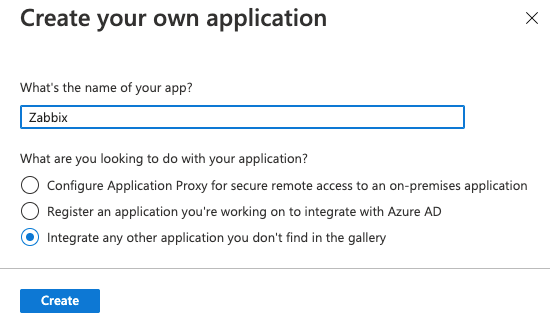 Create your own application
What's the name of your app?
Zabbix
What are you looking to do with your application?
Configure Application Proxy for secure remote access to an on-premises application
Register an application you're working on to integrate with Azure AD
Integrate any other application you don't find in the gallery
Create